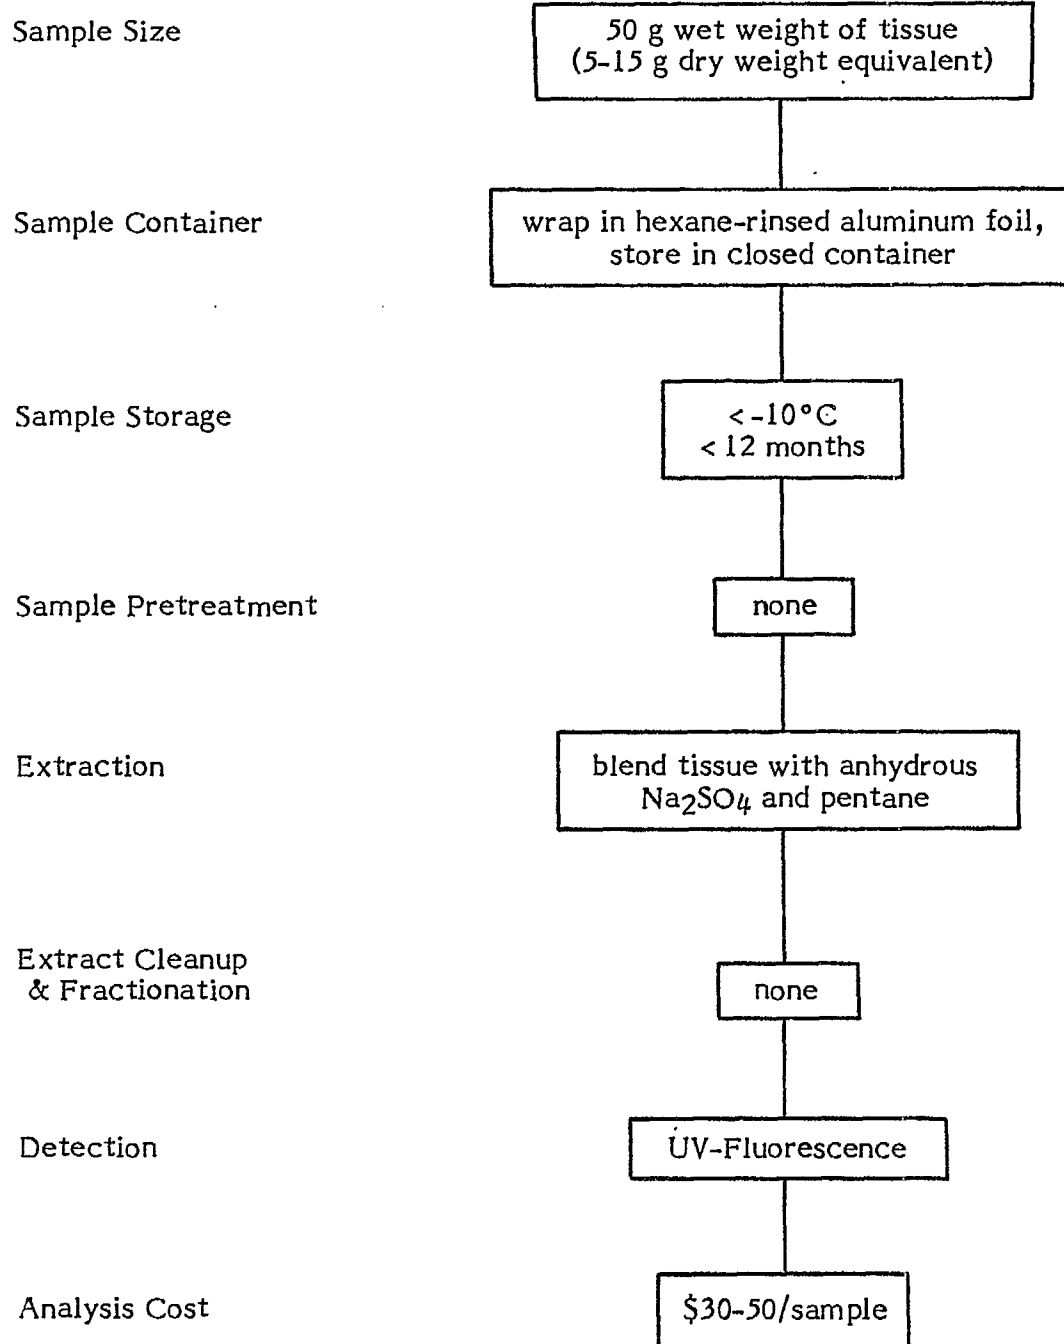 Sample Size
50 g wet weight of tissue
(5-15 g dry weight equivalent)
Sample Container
wrap in hexane-rinsed aluminum foil,
store in closed container
Sample Storage
< -10°C
< 12 months
Sample Pretreatment
none
Extraction
blend tissue with anhydrous
Na2SO4 and pentane
Extract Cleanup
& Fractionation
none
Detection
UV-Fluorescence
Analysis Cost
$30-50/sample